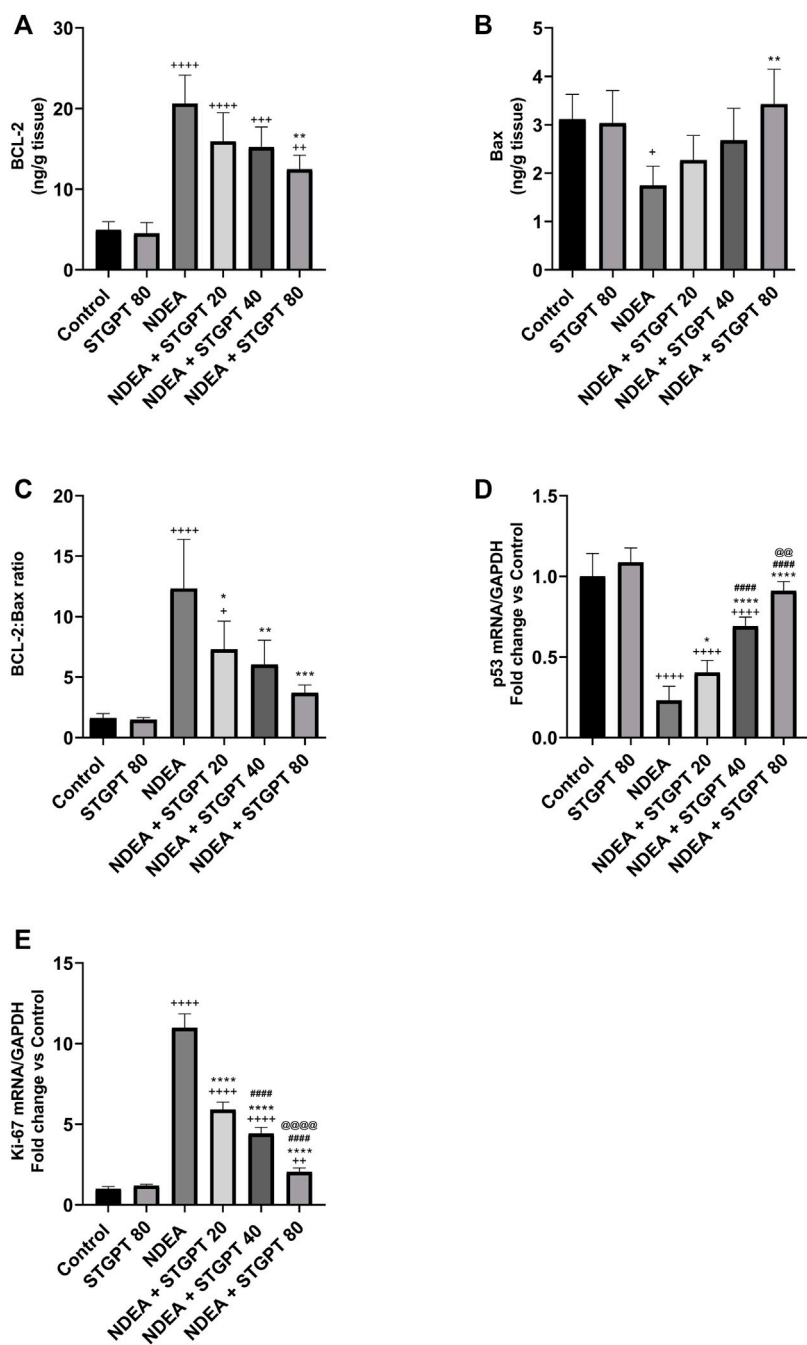 A
BCL-2
(ng/g tissue)
30
20
10
0
++++
++++
+++
**
++
Control
STGPT 80
NDEA
NDEA + STGPT 20
NDEA + STGPT 40
NDEA + STGPT 80
B
Bax
(ng/g tissue)
5
4
3
2
1
0
+
**
Control
STGPT 80
NDEA
NDEA + STGPT 20
NDEA + STGPT 40
NDEA + STGPT 80
C
BCL-2:Bax ratio
20
15
10
5
0
++++
*
+
**
***
Control
STGPT 80
NDEA
NDEA + STGPT 20
NDEA + STGPT 40
NDEA + STGPT 80
D
p53 mRNA/GAPDH
Fold change vs Control
1.5
1.0
0.5
0.0
++++
*
++++
####
****
++++
@@
####
****
Control
STGPT 80
NDEA
NDEA + STGPT 20
NDEA + STGPT 40
NDEA + STGPT 80
E
Ki-67 mRNA/GAPDH
Fold change vs Control
15
10
5
0
++++
****
++++
####
****
++++
@@@@
####
****
++
Control
STGPT 80
NDEA
NDEA + STGPT 20
NDEA + STGPT 40
NDEA + STGPT 80